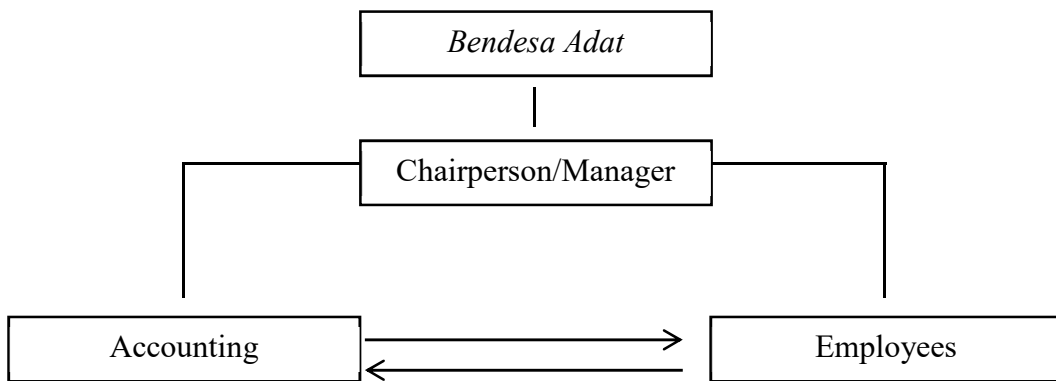 Bendesa Adat
Chairperson/Manager
Accounting
Employees